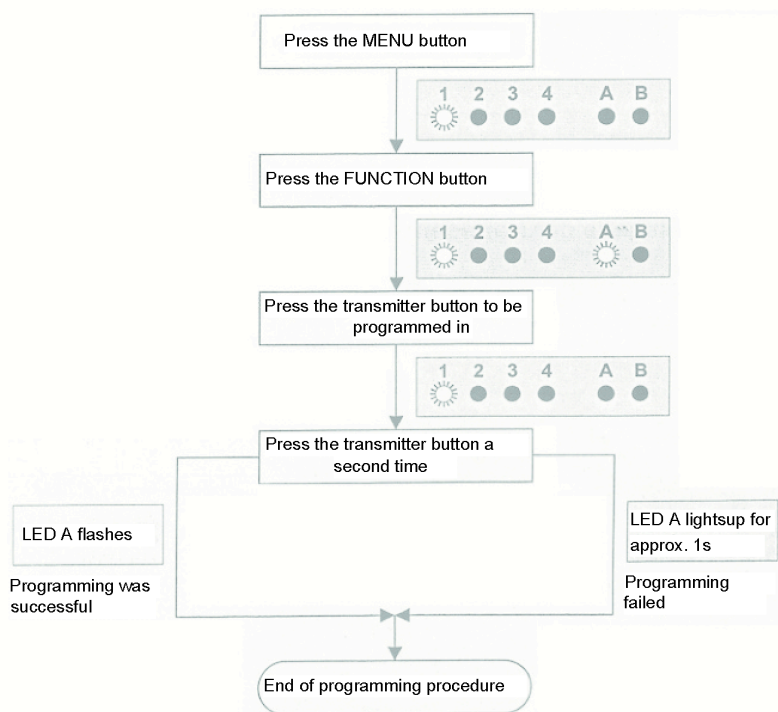 Press the MENU button
1 2 3 4 A B
Press the FUNCTION button
1 2 3 4 A B
Press the transmitter button to be
programmed in
1 2 3 4 A B
Press the transmitter button a
second time
LED A flashes
Programming was
successful
LED A lightsup for
approx. 1s
Programming
failed
End of programming procedure